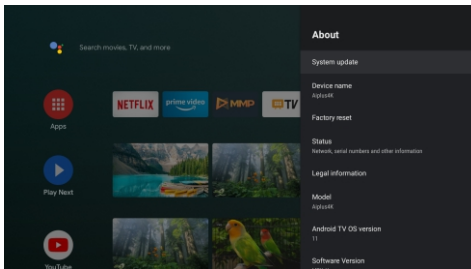 Search movies, TV, and more
Apps
NETFLIX
prime video
MMP
TV
Play Next
YouTube
About
System update
Device name
Aiplus4K
Factory reset
Status
Network, serial numbers and other information
Legal information
Model
Aiplus4K
Android TV OS version
11
Software Version